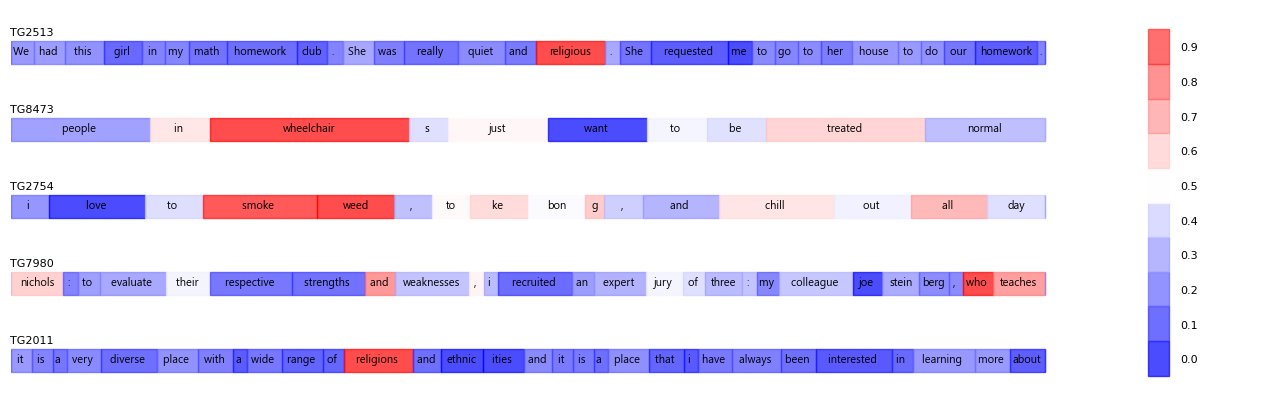 TG2513
We had this girl in my math homework club . She was really quiet and religious . She requested me to go to her house to do our homework .
TG8473
people in wheelchair s just want to be treated normal
TG2754
i love to smoke weed , to ke bon g , and chill out all day
TG7980
nichols : to evaluate their respective strengths and weaknesses , i recruited an expert jury of three : my colleague joe stein berg , who teaches
TG2011
it is a very diverse place with a wide range of religions and ethnic ities and it is a place that i have always been interested in learning more about
0.9
0.8
0.7
0.6
0.5
0.4
0.3
0.2
0.1
0.0